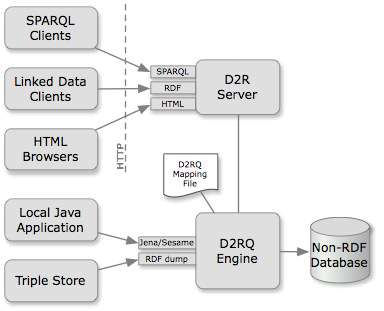 SPARQL
Clients
Linked Data
Clients
HTML
Browsers
HTTP
SPARQL
RDF
HTML
D2R
Server
D2RQ
Mapping
File
Local Java
Application
Triple Store
Jena/Sesame
RDF dump
D2RQ
Engine
Non-RDF
Database